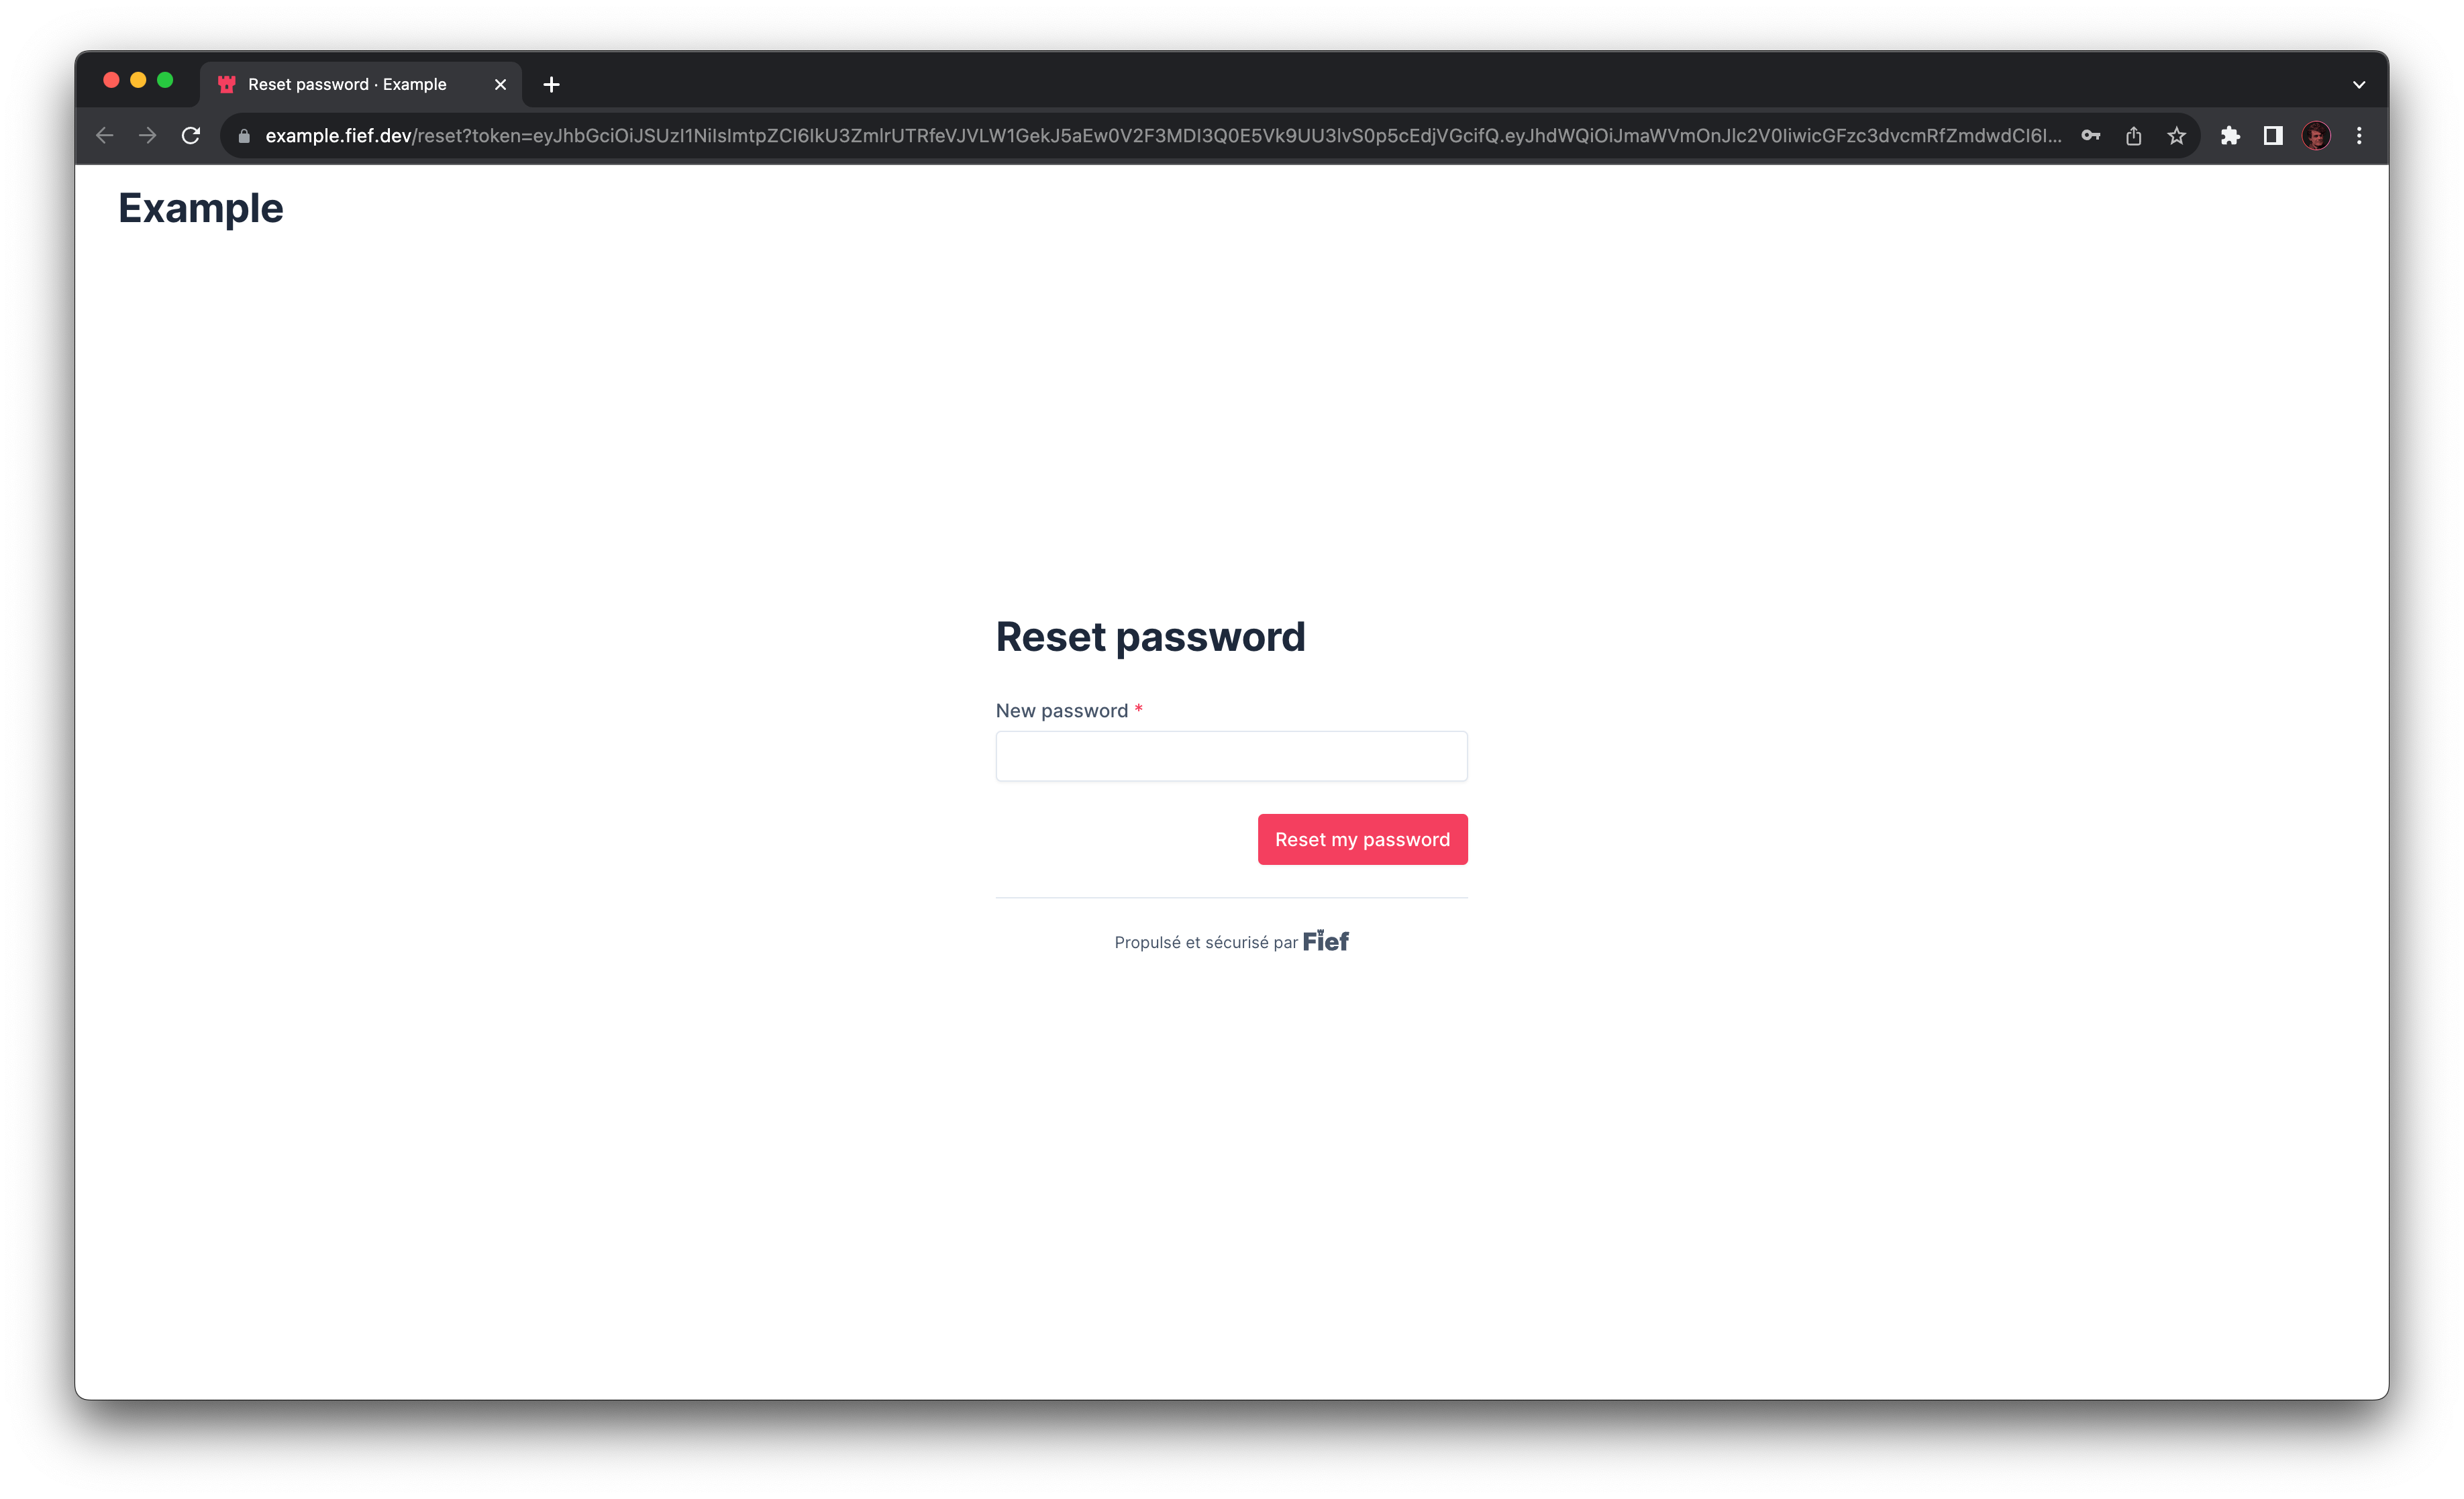 Reset password · Example
example.fief.dev/reset?token=eyJhbGciOiJSUzI1NiIsImtpZCI6IkU3ZmlrUTRfeVJVLW1GekJ5aEw0V2F3MDI3Q0E5Vk9UU3lvS0p5cEdjVGcifQ.eyJhdWQiOiJmaWVmOnJlc2V0IiwicGFzc3dvcmRfZmdwdCI6I...
Example
Reset password
New password *
Reset my password
Propulsé et sécurisé par Fief